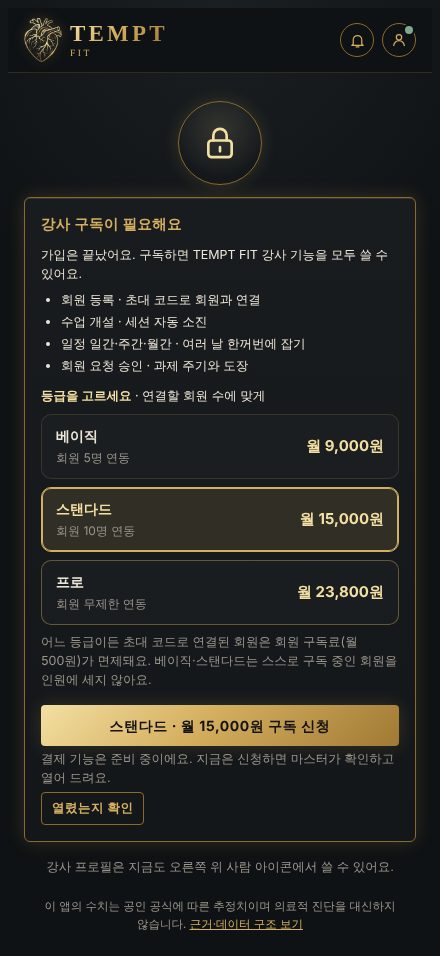 TEMPT
FIT
강사 구독이 필요해요
가입은 끝났어요. 구독하면 TEMPT FIT 강사 기능을 모두 쓸 수
있어요.
• 회원 등록 · 초대 코드로 회원과 연결
• 수업 개설 · 세션 자동 소진
• 일정 일간·주간·월간 · 여러 날 한꺼번에 잡기
• 회원 요청 승인 · 과제 주기와 도장
등급을 고르세요 · 연결할 회원 수에 맞게
베이직
회원 5명 연동
월 9,000원
스탠다드
회원 10명 연동
월 15,000원
프로
회원 무제한 연동
월 23,800원
어느 등급이든 초대 코드로 연결된 회원은 회원 구독료(월
500원)가 면제돼요. 베이직·스탠다드는 스스로 구독 중인 회원을
인원에 세지 않아요.
스탠다드 · 월 15,000원 구독 신청
결제 기능은 준비 중이에요. 지금은 신청하면 마스터가 확인하고
열어 드려요.
열렸는지 확인
강사 프로필은 지금도 오른쪽 위 사람 아이콘에서 쓸 수 있어요.
이 앱의 수치는 공인 공식에 따른 추정치이며 의료적 진단을 대신하지
않습니다. 근거·데이터 구조 보기